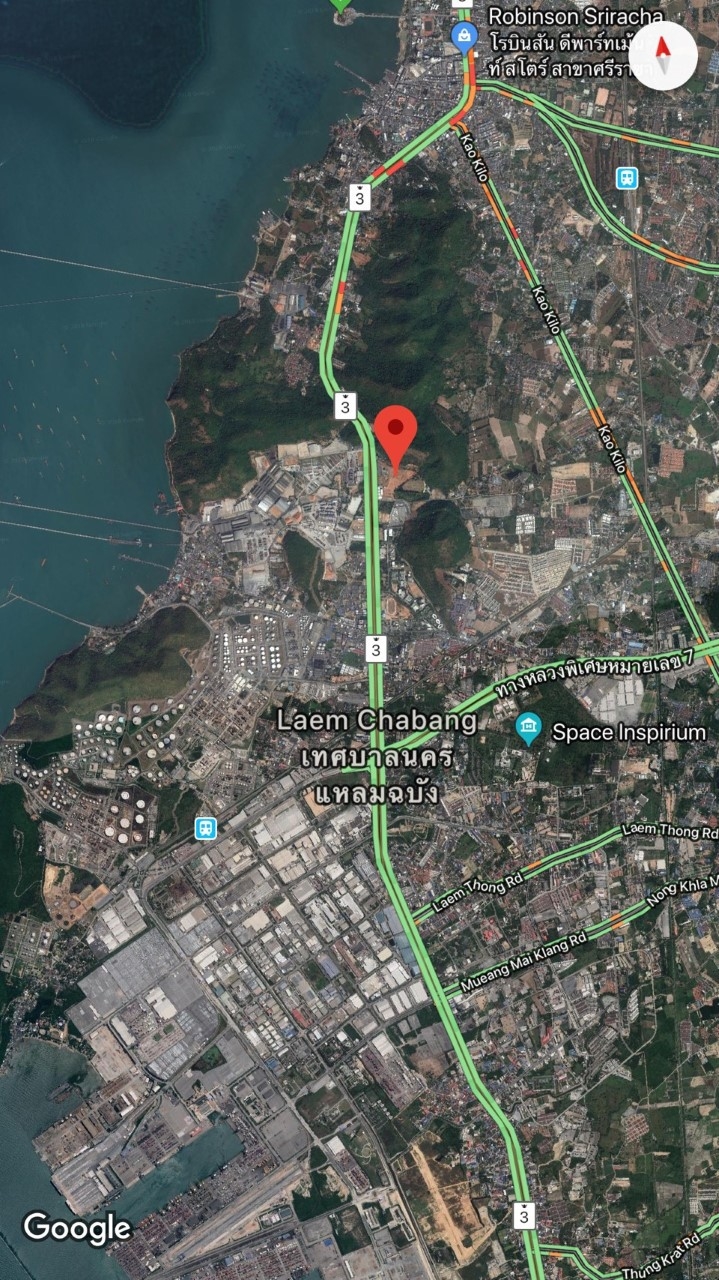 3
Robinson Sriracha
โรบินสัน ดีพาร์ทเม้น
ท์ สโตร์ สาขาศรีราชา
Kao Kilo
3
Kao Kilo
3
Kao Kilo
3
ทางหลวงพิเศษหมายเลข 7
Laem Chabang
เทศบาลนคร
แหลมฉบัง
Space Inspirium
Laem Thong Rd
Laem Thong Rd
Nong Khla M
Mueang Mai Klang Rd
3
Google
Thung Krat Rd